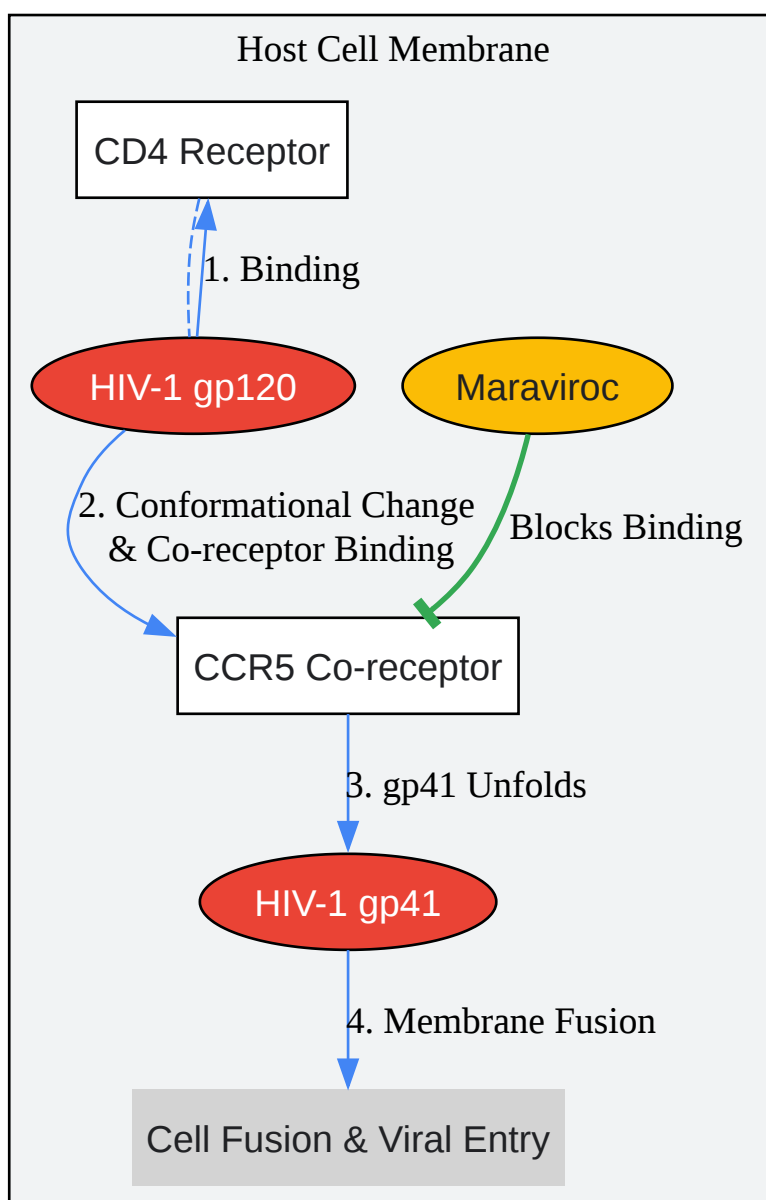 Host Cell Membrane
CD4 Receptor
1. Binding
HIV-1 gp120
Maraviroc
2. Conformational Change
& Co-receptor Binding
Blocks Binding
CCR5 Co-receptor
3. gp41 Unfolds
HIV-1 gp41
4. Membrane Fusion
Cell Fusion & Viral Entry